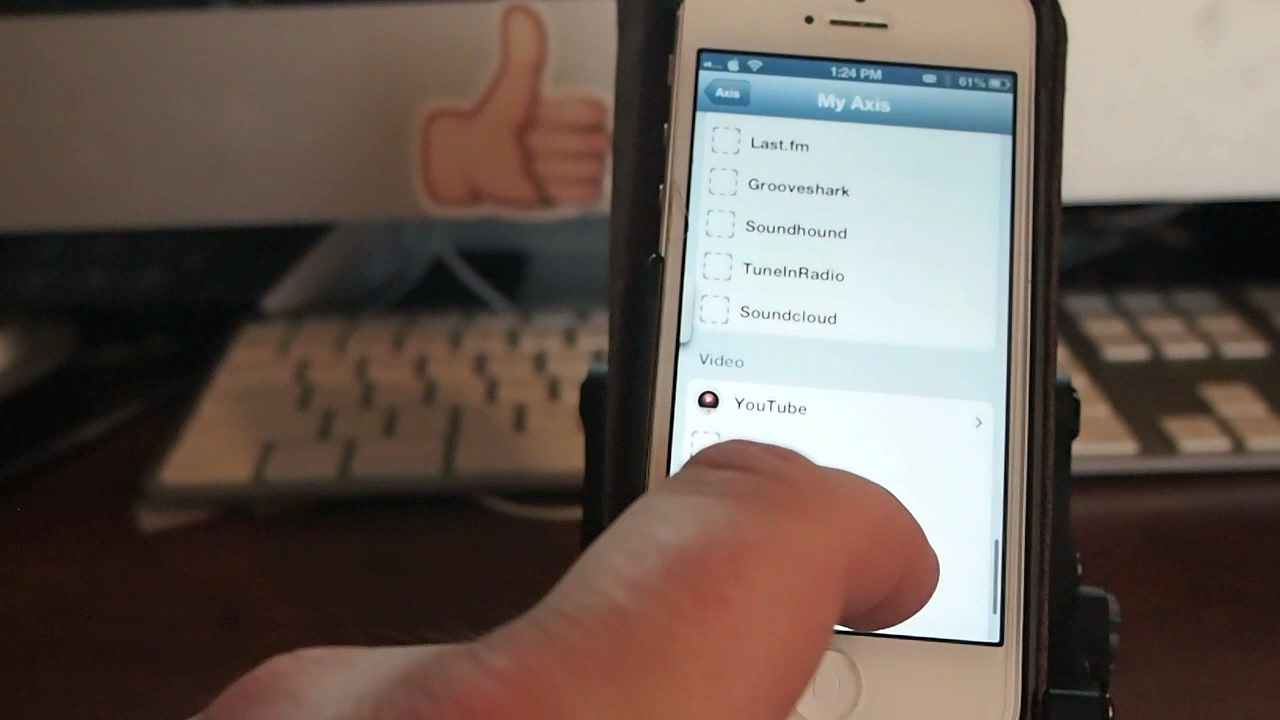 1:24 PM
61%
Axis
My Axis
Last.fm
Grooveshark
Soundhound
TuneInRadio
Soundcloud
Video
YouTube